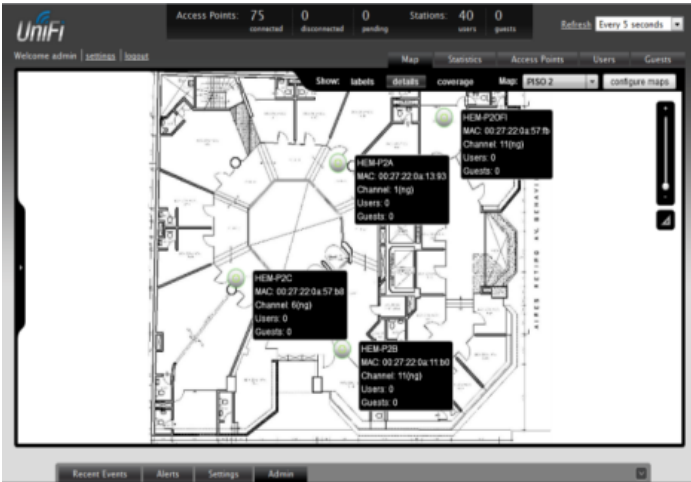 UniFi
Access Points: 75 connected 0 disconnected 0 pending Stations: 40 users 0 guests
Refresh: Every 5 seconds
Welcome admin | settings | logout
Map Statistics Access Points Users Guests
Show: labels details coverage Map: PISO 2 configure maps
HEM-P2OFI
MAC: 00:27:22:0a:57:fb
Channel: 11(ng)
Users: 0
Guests: 0
HEM-P2A
MAC: 00:27:22:0a:13:93
Channel: 1(ng)
Users: 0
Guests: 0
HEM-P2C
MAC: 00:27:22:0a:57:b8
Channel: 6(ng)
Users: 0
Guests: 0
HEM-P2B
MAC: 00:27:22:0a:11:b0
Channel: 11(ng)
Users: 0
Guests: 0
Recent Events Alerts Settings Admin